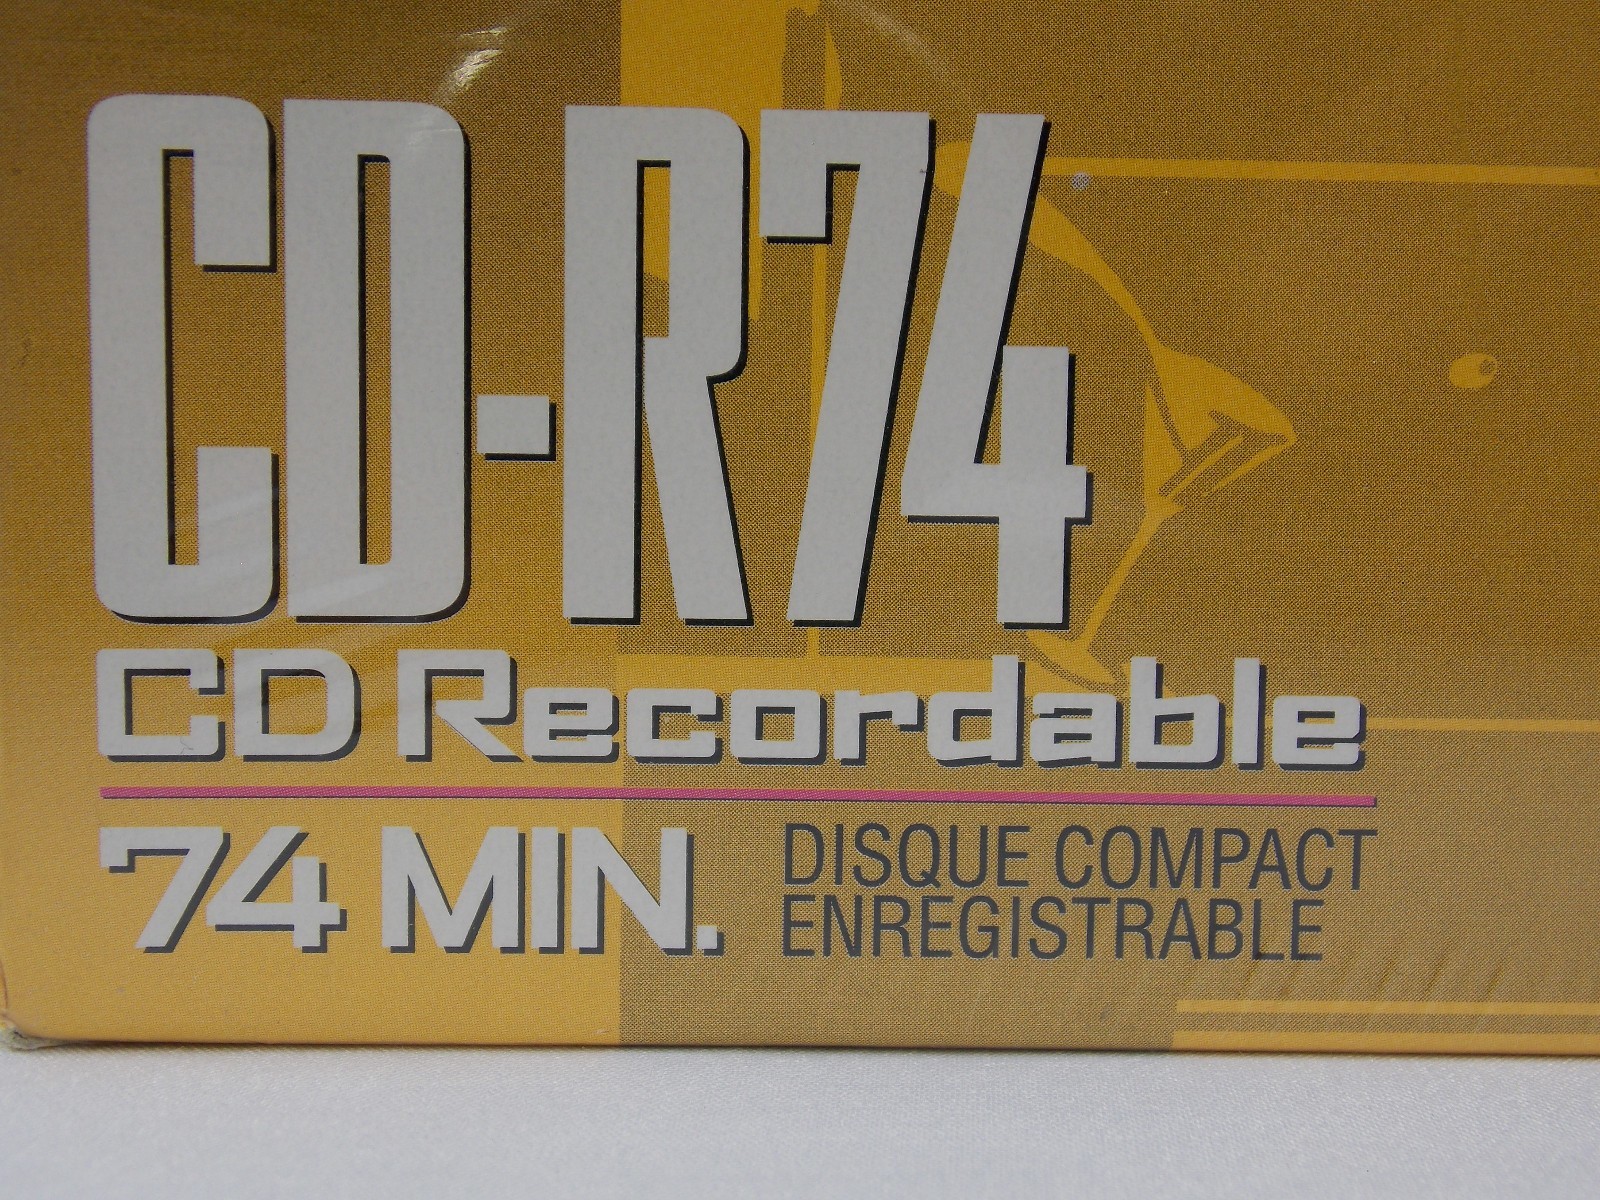 CD-R74
CD Recordable
74 MIN.
DISQUE COMPACT
ENREGISTRABLE